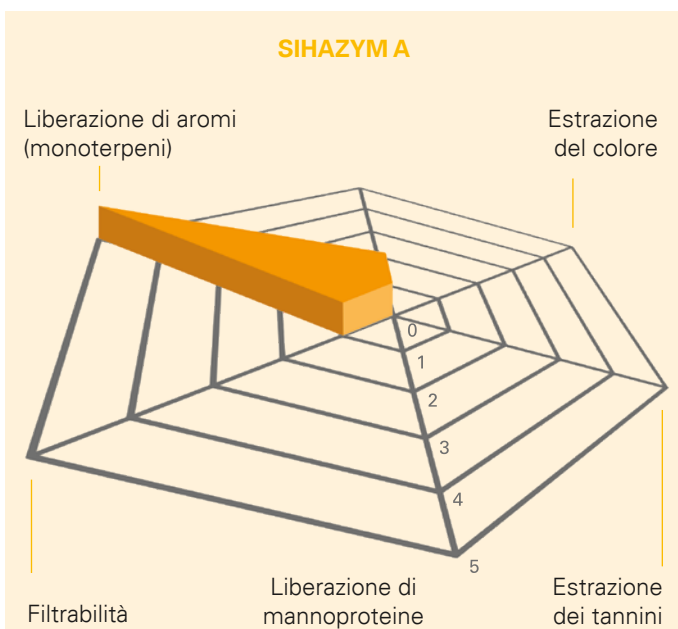 SIHAZYM A
Liberazione di aromi
(monoterpeni)
Estrazione
del colore
0
1
2
3
4
5
Filtrabilità
Liberazione di
mannoproteine
Estrazione
dei tannini